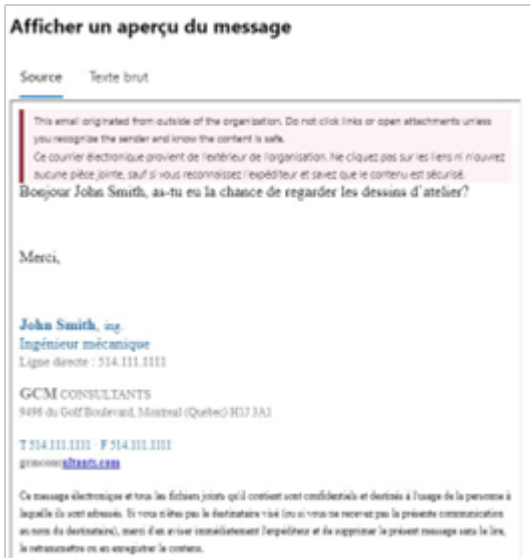 Afficher un aperçu du message
Source Texte brut
This email originated from outside of the organization. Do not click links or open attachments unless
you recognize the sender and know the content is safe.
Ce courrier électronique provient de l'extérieur de l'organisation. Ne cliquez pas sur les liens ni n'ouvrez
aucune pièce jointe, sauf si vous reconnaissez l'expéditeur et savez que le contenu est sécurisé.
Bonjour John Smith, as-tu eu la chance de regarder les dessins d'atelier?
Merci,
John Smith, ing.
Ingénieur mécanique
Ligne directe : 514.111.1111
GCM CONSULTANTS
9496 du Golf Boulevard, Montreal (Quebec) H1J 3A1
T 514.111.1111 - F 514.111.1111
gcmconsultants.com
Ce message électronique et tous les fichiers joints qu'il contient sont confidentiels et destinés à l'usage de la personne à
laquelle ils sont adressés. Si vous n'êtes pas le destinataire visé (ou si vous ne recevez pas la présente communication
au nom du destinataire), merci d'en aviser immédiatement l'expéditeur et de supprimer le présent message sans le lire,
le retransmettre ou en enregistrer le contenu.